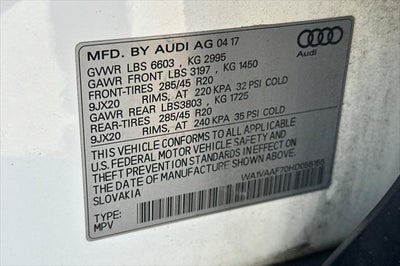 MFD. BY AUDI AG 04 17
GVWR LBS 6603 , KG 2995
GAWR FRONT LBS 3197 , KG 1450
FRONT-TIRES 285/45 R20
9JX20 RIMS, AT 220 KPA 32 PSI COLD
GAWR REAR LBS3803 , KG 1725
REAR-TIRES 285/45 R20
9JX20 RIMS, AT 240 KPA 35 PSI COLD
THIS VEHICLE CONFORMS TO ALL APPLICABLE
U.S. FEDERAL MOTOR VEHICLE SAFETY AND
THEFT PREVENTION STANDARDS IN EFFECT ON
THE DATE OF MANUFACTURE SHOWN ABOVE.
SLOVAKIA
TYPE:
MPV
Audi